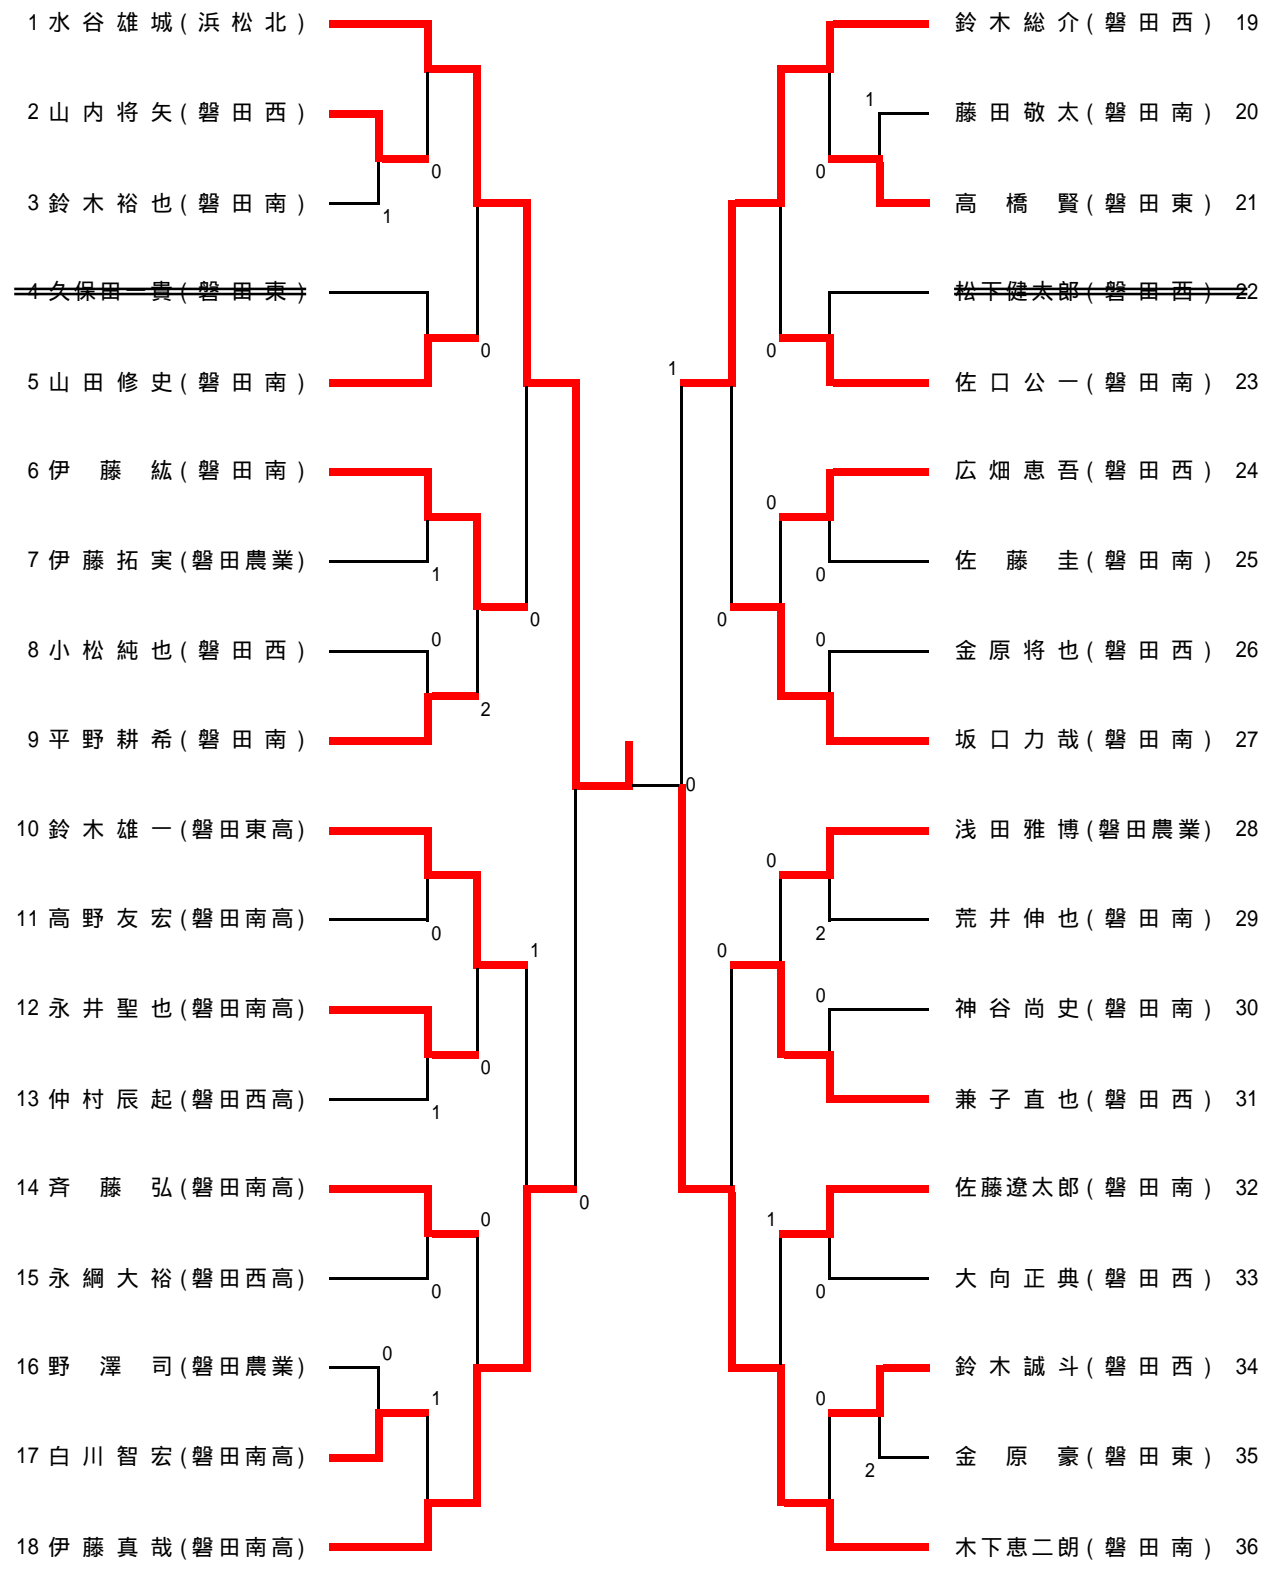 1 水谷雄城(浜松北)
2 山内将矢(磐田西)
0
3 鈴木裕也(磐田南)
1
4 久保田一貴(磐田東)
0
5 山田修史(磐田南)
6 伊藤紘(磐田南)
7 伊藤拓実(磐田農業)
1
0
0
8 小松純也(磐田西)
2
9 平野耕希(磐田南)
10 鈴木雄一(磐田東高)
11 高野友宏(磐田南高)
0
1
12 永井聖也(磐田南高)
0
13 仲村辰起(磐田西高)
1
14 斉藤弘(磐田南高)
0
0
15 永綱大裕(磐田西高)
0
0
16 野澤司(磐田農業)
1
17 白川智宏(磐田南高)
18 伊藤真哉(磐田南高)
鈴木総介(磐田西) 19
1
藤田敬太(磐田南) 20
0
高橋賢(磐田東) 21
松下健太郎(磐田西) 22
0
1
佐口公一(磐田南) 23
広畑恵吾(磐田西) 24
0
佐藤圭(磐田南) 25
0
0
0
金原将也(磐田西) 26
坂口力哉(磐田南) 27
0
浅田雅博(磐田農業) 28
0
荒井伸也(磐田南) 29
2
0
0
神谷尚史(磐田南) 30
兼子直也(磐田西) 31
佐藤遼太郎(磐田南) 32
1
大向正典(磐田西) 33
0
鈴木誠斗(磐田西) 34
0
金原豪(磐田東) 35
2
木下恵二朗(磐田南) 36